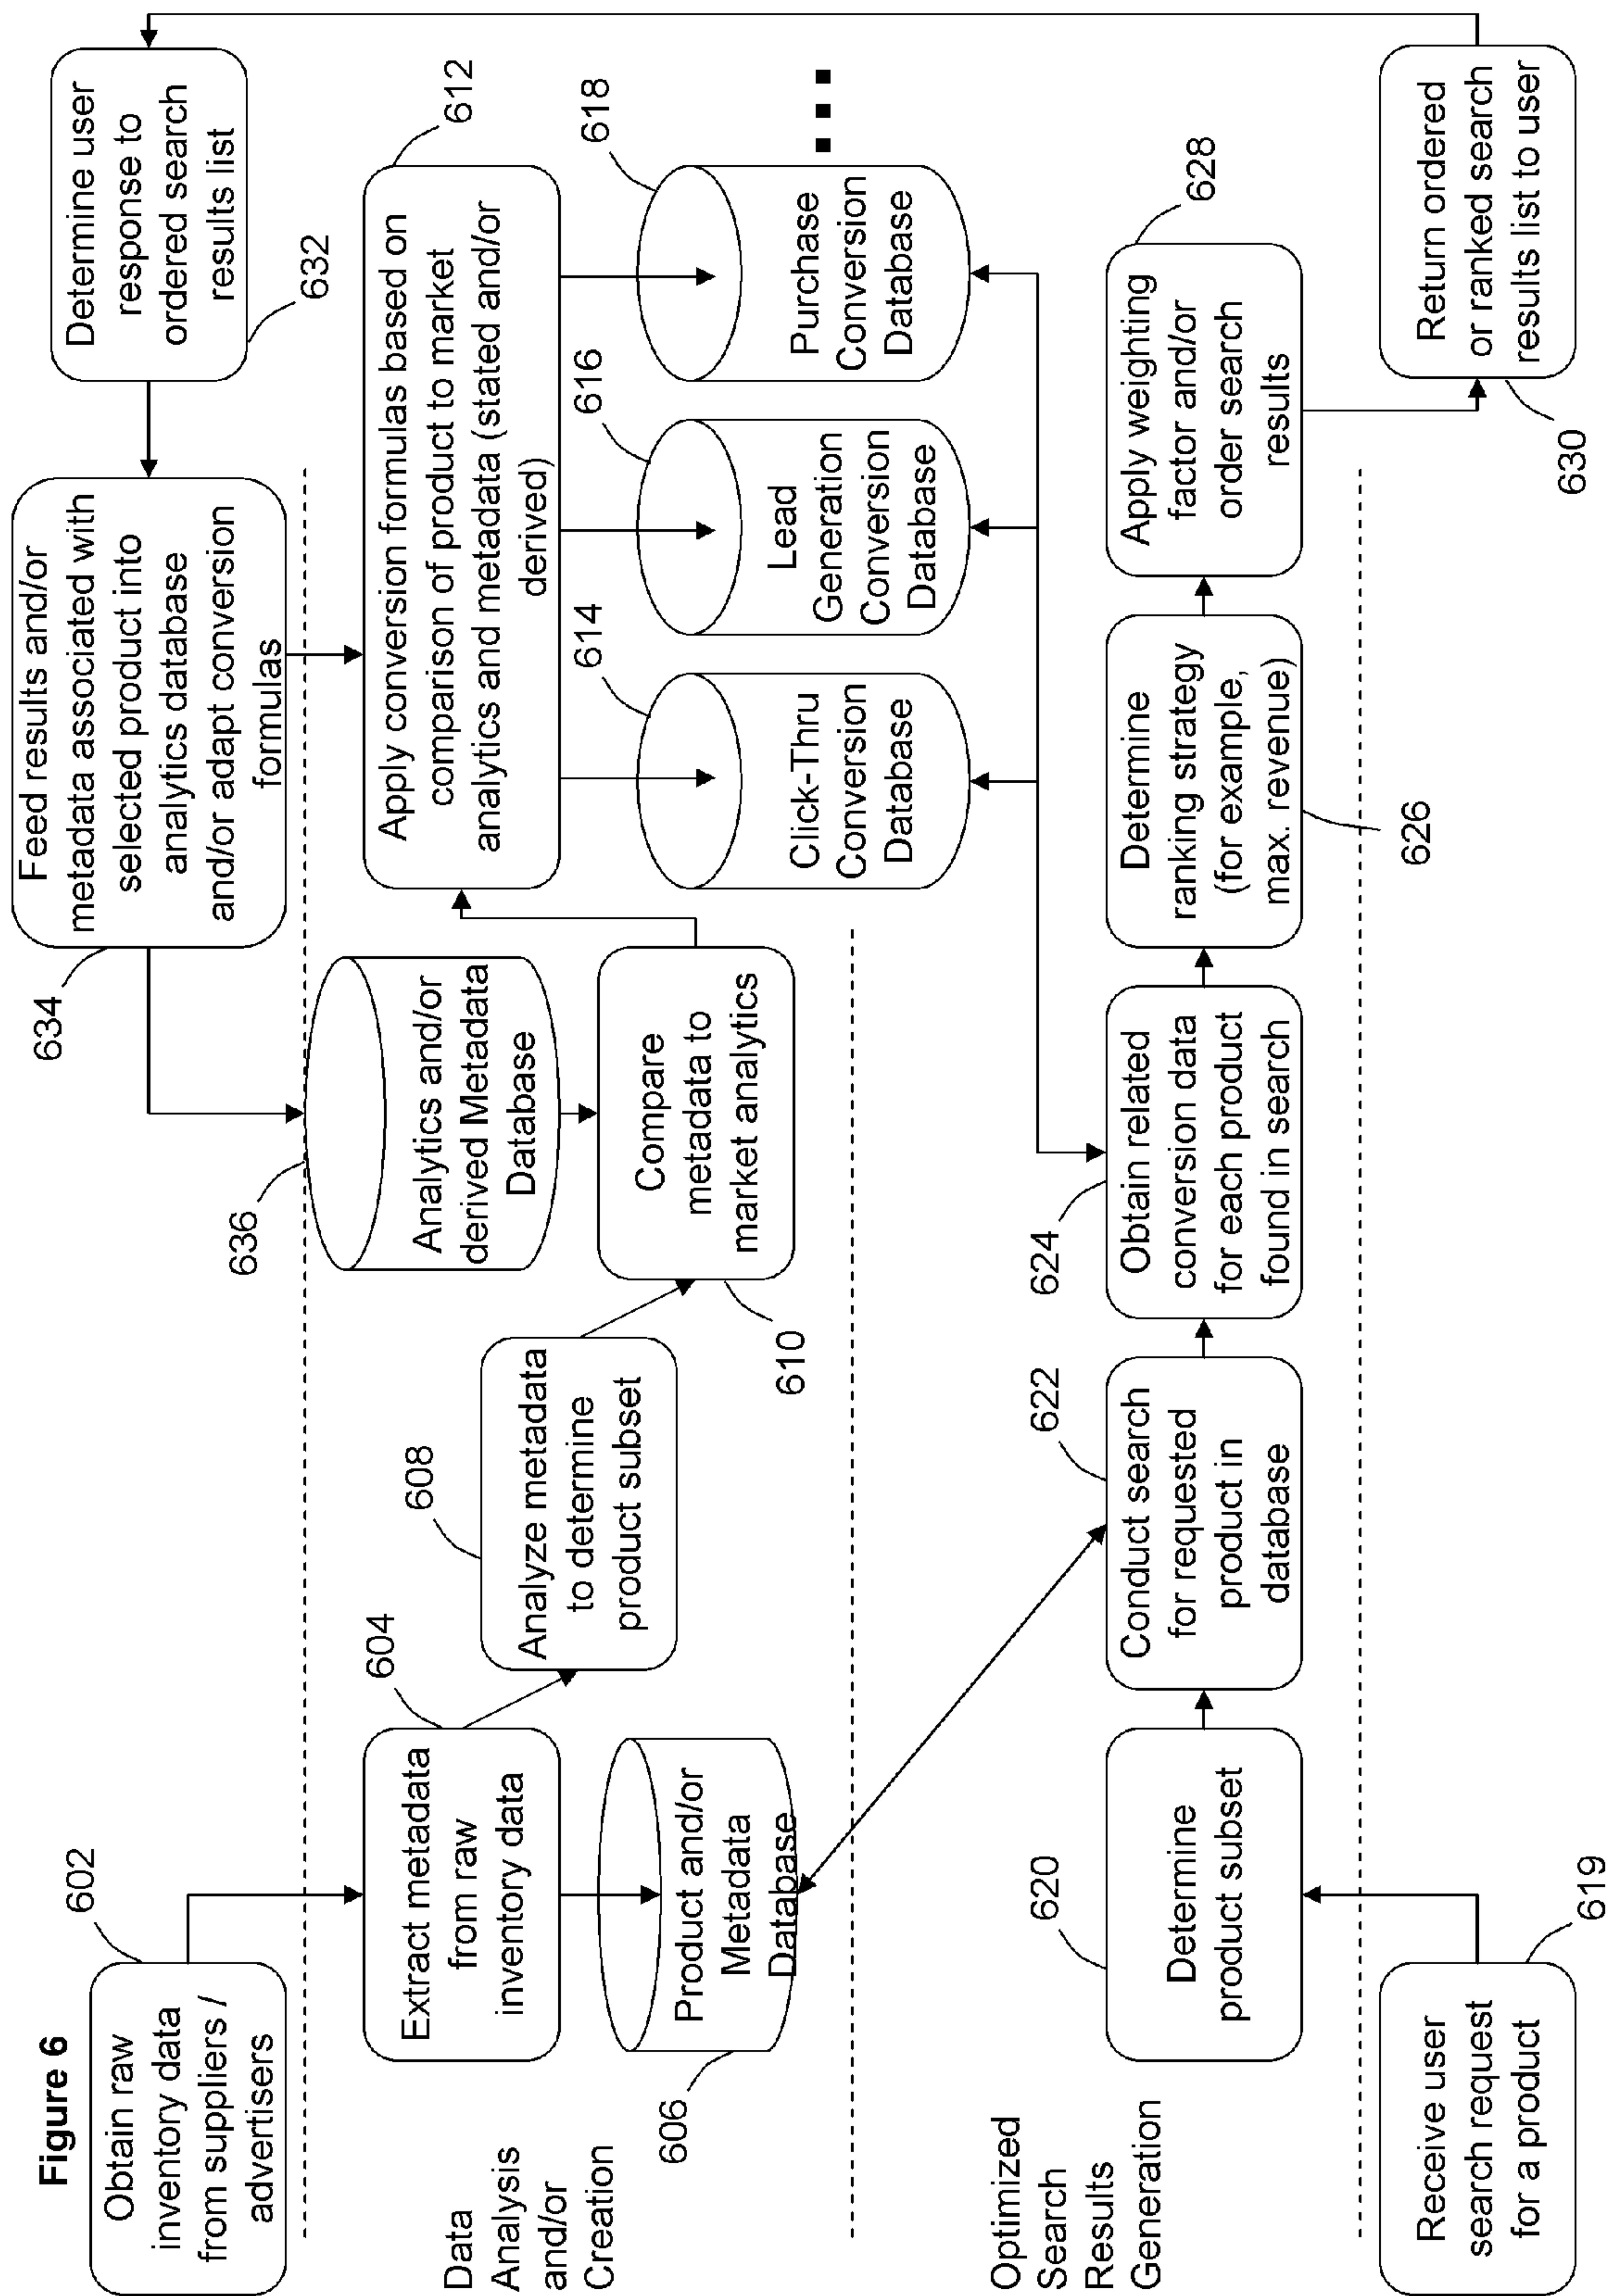 Figure 6
Obtain raw
inventory data
from suppliers /
advertisers
602
Feed results and/or
metadata associated with
selected product into
analytics database
and/or adapt conversion
formulas
634
Determine user
response to
ordered search
results list
632
Data
Analysis
and/or
Creation
Extract metadata
from raw
inventory data
604
Product and/or
Metadata
Database
606
Analyze metadata
to determine
product subset
608
Analytics and/or
derived Metadata
Database
636
Compare
metadata to
market analytics
610
Apply conversion formulas based on
comparison of product to market
analytics and metadata (stated and/or
derived)
612
Click-Thru
Conversion
Database
614
Lead
Generation
Conversion
Database
616
Purchase
Conversion
Database
618
Optimized
Search
Results
Generation
Determine
product subset
620
Conduct search
for requested
product in
database
622
Obtain related
conversion data
for each product
found in search
624
Determine
ranking strategy
(for example,
max. revenue)
626
Apply weighting
factor and/or
order search
results
628
Receive user
search request
for a product
619
Return ordered
or ranked search
results list to user
630